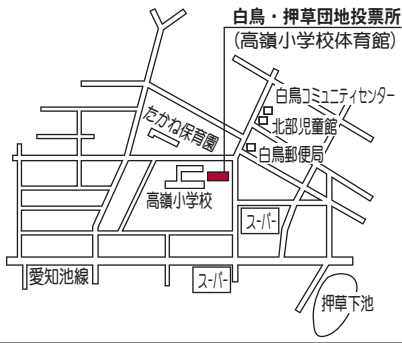 白鳥・押草団地投票所
(高嶺小学校体育館)
白鳥コミュニティセンター
北部児童館
たかね保育園
白鳥郵便局
高嶺小学校
スーパー
愛知池線
スーパー
押草下池